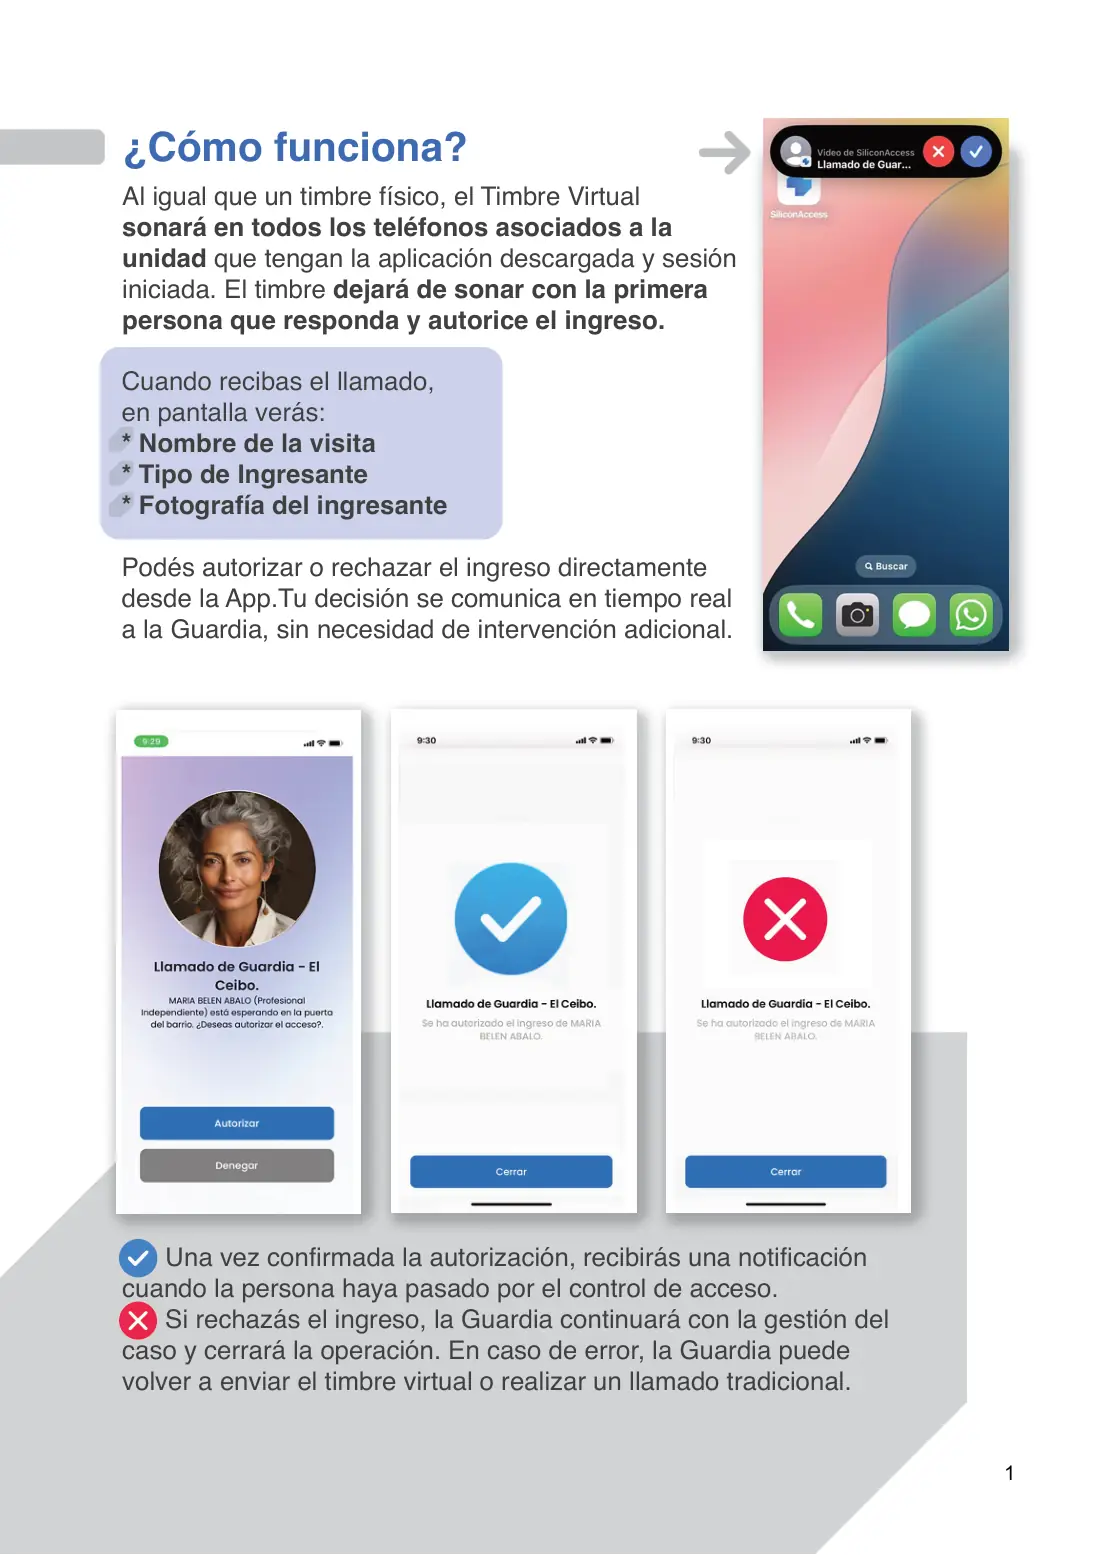 ¿Cómo funciona?
Al igual que un timbre físico, el Timbre Virtual
sonará en todos los teléfonos asociados a la
unidad que tengan la aplicación descargada y sesión
iniciada. El timbre dejará de sonar con la primera
persona que responda y autorice el ingreso.
Cuando recibas el llamado,
en pantalla verás:
* Nombre de la visita
* Tipo de Ingresante
* Fotografía del ingresante
Podés autorizar o rechazar el ingreso directamente
desde la App.Tu decisión se comunica en tiempo real
a la Guardia, sin necesidad de intervención adicional.
Video de SiliconAccess
Llamado de Guar...
SiliconAccess
Buscar
9:29
Llamado de Guardia - El
Ceibo.
MARIA BELEN ABALO (Profesional
Independiente) está esperando en la puerta
del barrio. ¿Deseas autorizar el acceso?.
Autorizar
Denegar
9:30
Llamado de Guardia - El Ceibo.
Se ha autorizado el ingreso de MARIA
BELEN ABALO.
Cerrar
9:30
Llamado de Guardia - El Ceibo.
Se ha autorizado el ingreso de MARIA
BELEN ABALO.
Cerrar
Una vez confirmada la autorización, recibirás una notificación
cuando la persona haya pasado por el control de acceso.
Si rechazás el ingreso, la Guardia continuará con la gestión del
caso y cerrará la operación. En caso de error, la Guardia puede
volver a enviar el timbre virtual o realizar un llamado tradicional.
1